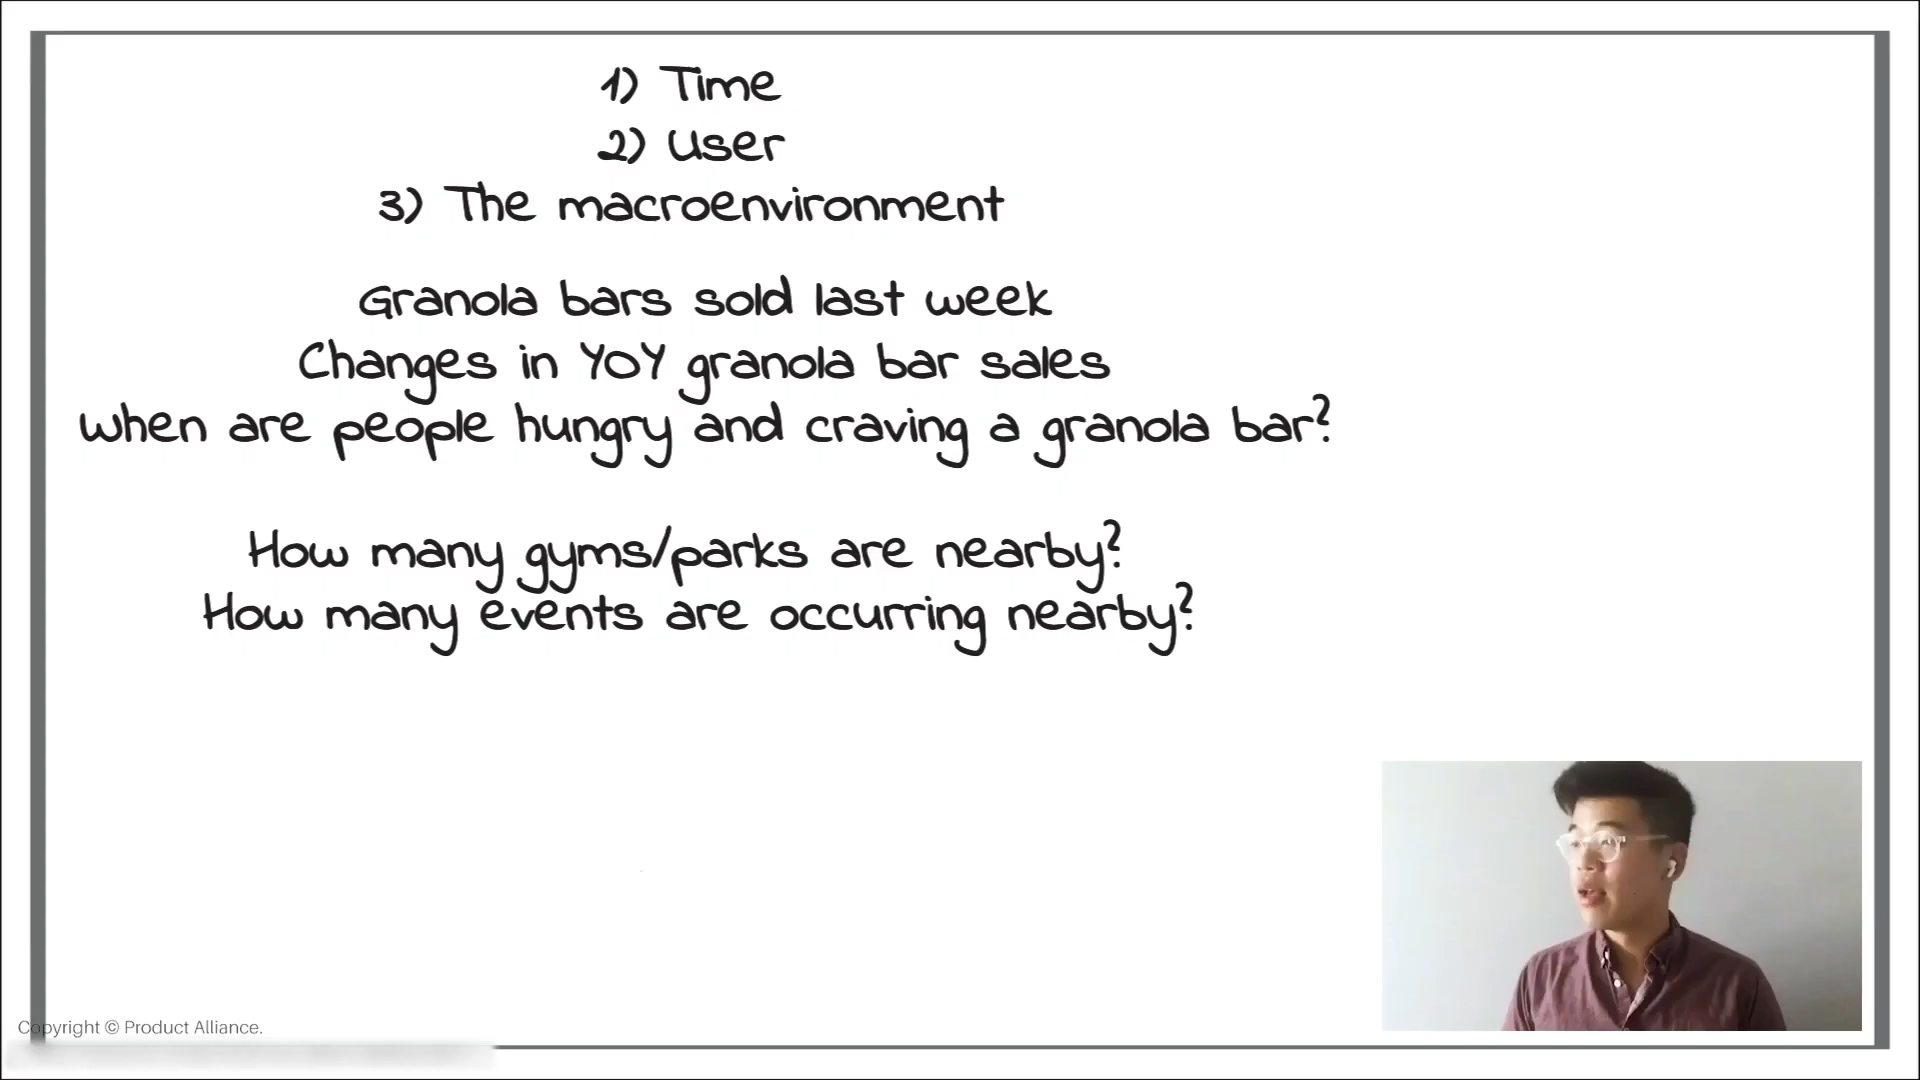 1) Time
2) User
3) The macroenvironment
Granola bars sold last week
Changes in YOY granola bar sales
When are people hungry and craving a granola bar?
How many gyms/parks are nearby?
How many events are occurring nearby?
Copyright © Product Alliance.